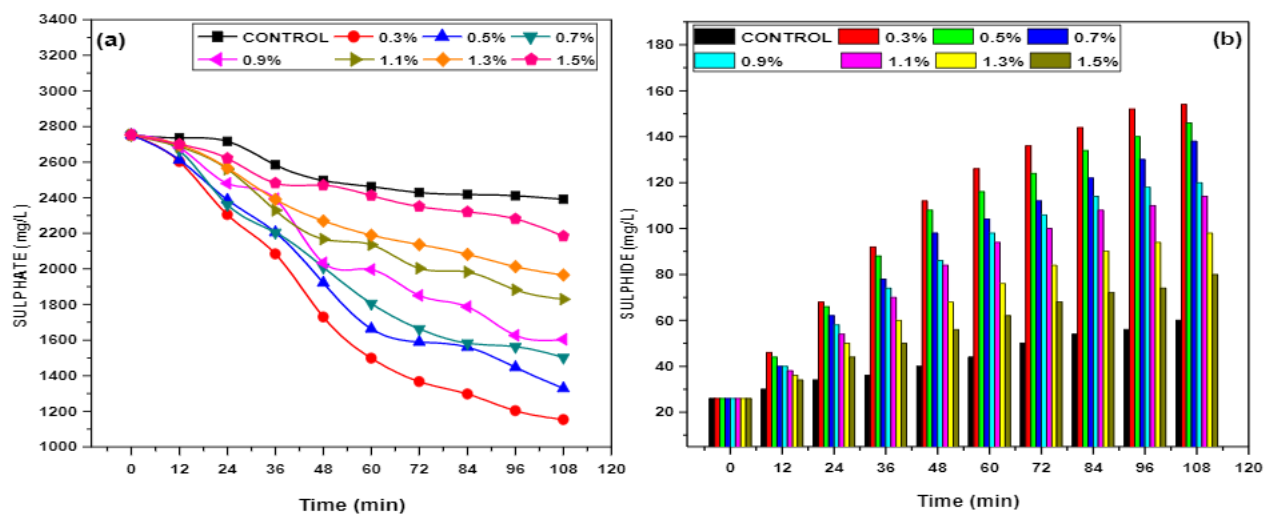 (a)
CONTROL 0.3% 0.5% 0.7%
0.9% 1.1% 1.3% 1.5%
3400
3200
3000
2800
2600
2400
2200
2000
1800
1600
1400
1200
1000
SULPHATE (mg/L)
0 12 24 36 48 60 72 84 96 108 120
Time (min)
(b)
CONTROL 0.3% 0.5% 0.7%
0.9% 1.1% 1.3% 1.5%
180
160
140
120
100
80
60
40
20
SULPHIDE (mg/L)
0 12 24 36 48 60 72 84 96 108 120
Time (min)